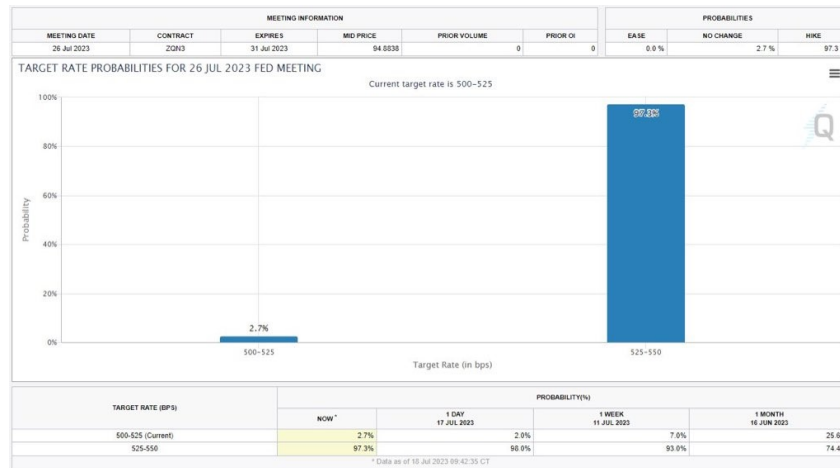 MEETING INFORMATION
PROBABILITIES
MEETING DATE CONTRACT EXPIRES MID PRICE PRIOR VOLUME PRIOR OI EASE NO CHANGE HIKE
26 Jul 2023 ZQN3 31 Jul 2023 94.8838 0 0 0.0 % 2.7 % 97.3
TARGET RATE PROBABILITIES FOR 26 JUL 2023 FED MEETING
Current target rate is 500-525
100%
97.3%
Q
80%
60%
Probability
40%
20%
2.7%
0%
500-525 525-550
Target Rate (in bps)
TARGET RATE (BPS) PROBABILITY(%)
NOW * 1 DAY 1 WEEK 1 MONTH
17 JUL 2023 11 JUL 2023 16 JUN 2023
500-525 (Current) 2.7% 2.0% 7.0% 25.6
525-550 97.3% 98.0% 93.0% 74.4
* Data as of 18 Jul 2023 09:42:35 CT